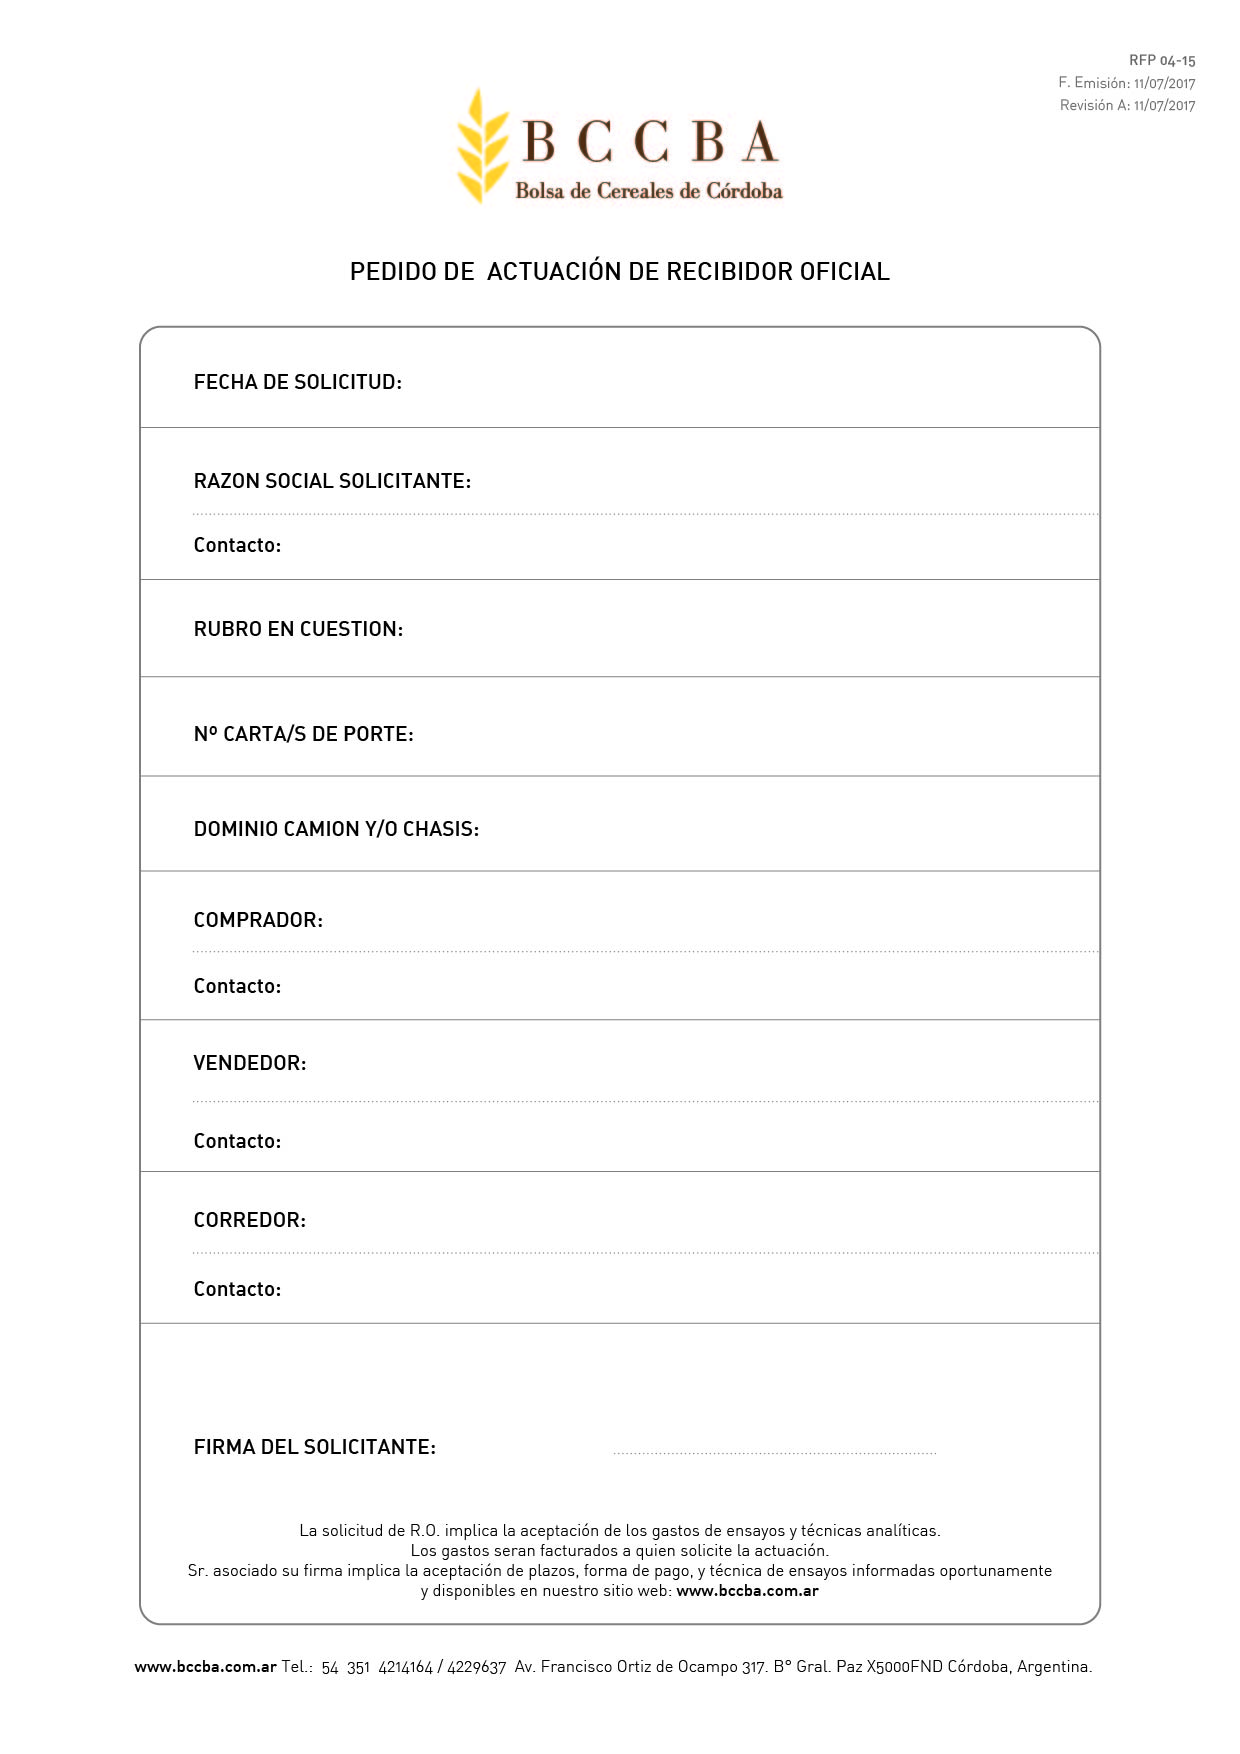 RFP 04-15
F. Emisión: 11/07/2017
Revisión A: 11/07/2017
BCCBA
Bolsa de Cereales de Córdoba
PEDIDO DE ACTUACIÓN DE RECIBIDOR OFICIAL
FECHA DE SOLICITUD:
RAZON SOCIAL SOLICITANTE:
Contacto:
RUBRO EN CUESTION:
Nº CARTA/S DE PORTE:
DOMINIO CAMION Y/O CHASIS:
COMPRADOR:
Contacto:
VENDEDOR:
Contacto:
CORREDOR:
Contacto:
FIRMA DEL SOLICITANTE:
La solicitud de R.O. implica la aceptación de los gastos de ensayos y técnicas analíticas.
Los gastos seran facturados a quien solicite la actuación.
Sr. asociado su firma implica la aceptación de plazos, forma de pago, y técnica de ensayos informadas oportunamente
y disponibles en nuestro sitio web: www.bccba.com.ar
www.bccba.com.ar Tel.: 54 351 4214164 / 4229637 Av. Francisco Ortiz de Ocampo 317. B° Gral. Paz X5000FND Córdoba, Argentina.